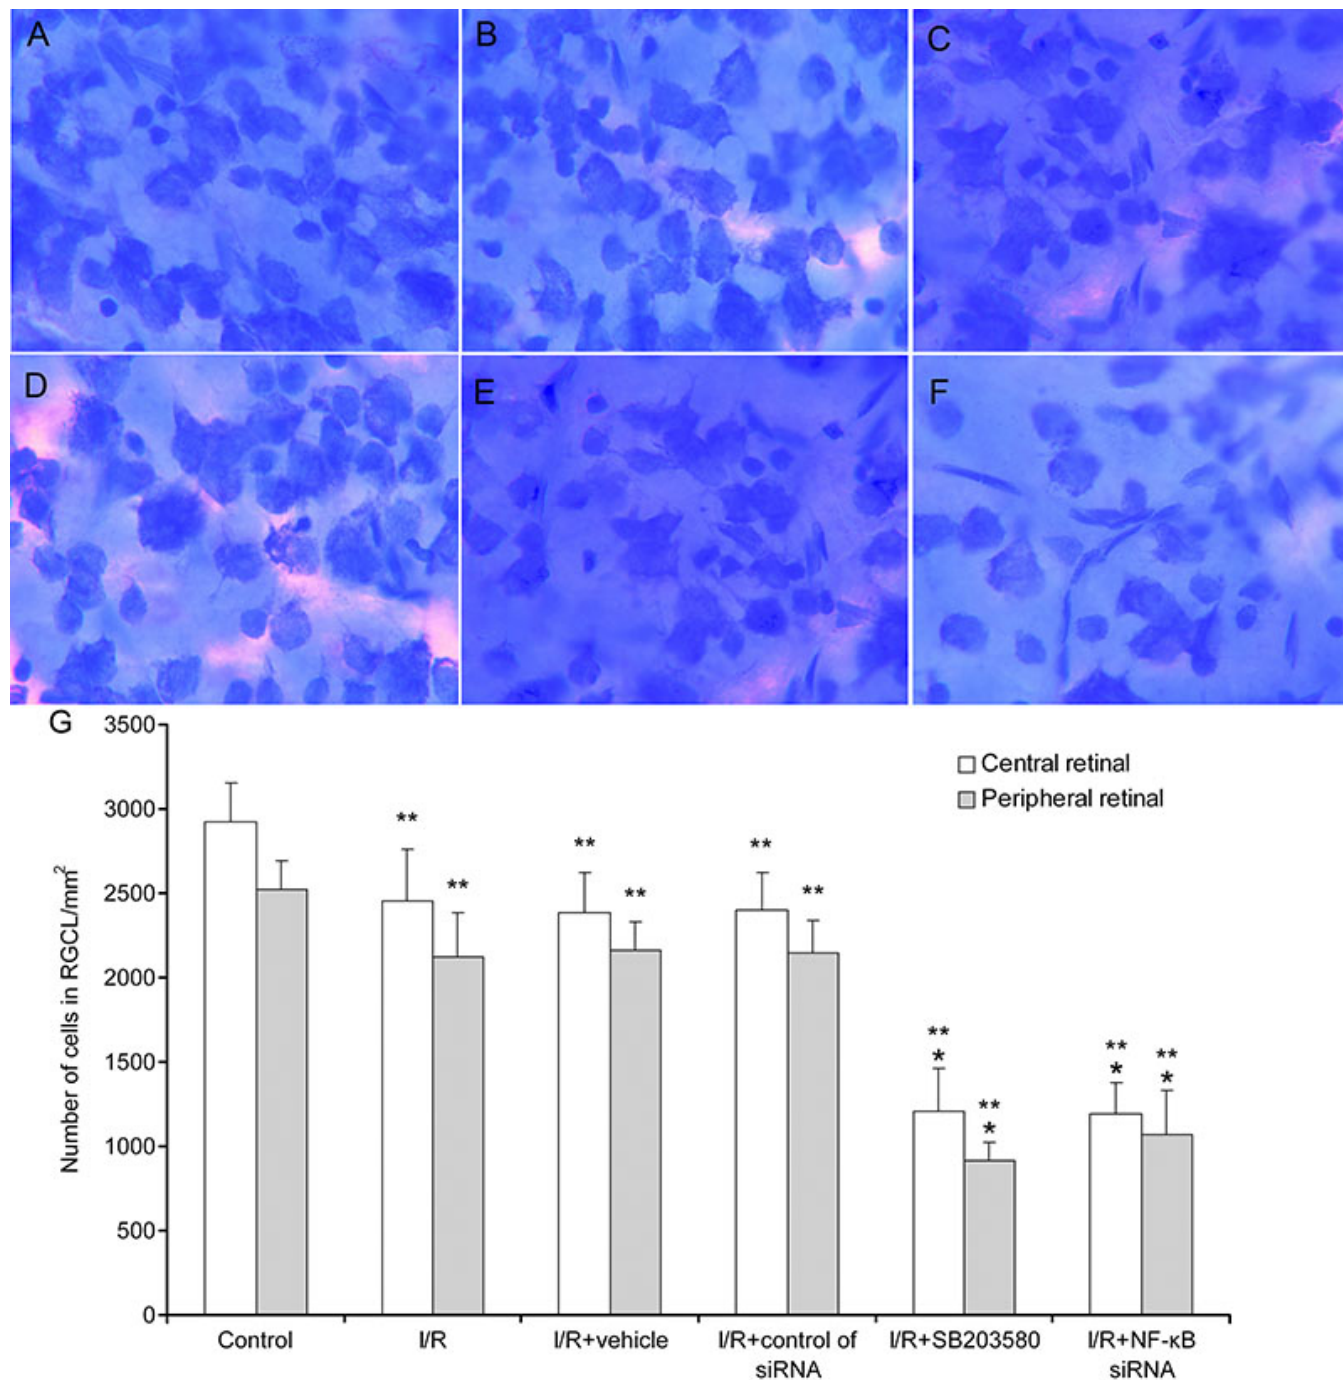 A
B
C
D
E
F
G
3500
3000
2500
2000
1500
1000
500
0
Number of cells in RGCL/mm²
Central retinal
Peripheral retinal
**
**
**
**
**
**
**
*
**
*
**
*
**
*
Control
I/R
I/R+vehicle
I/R+control of
siRNA
I/R+SB203580
I/R+NF-κB
siRNA